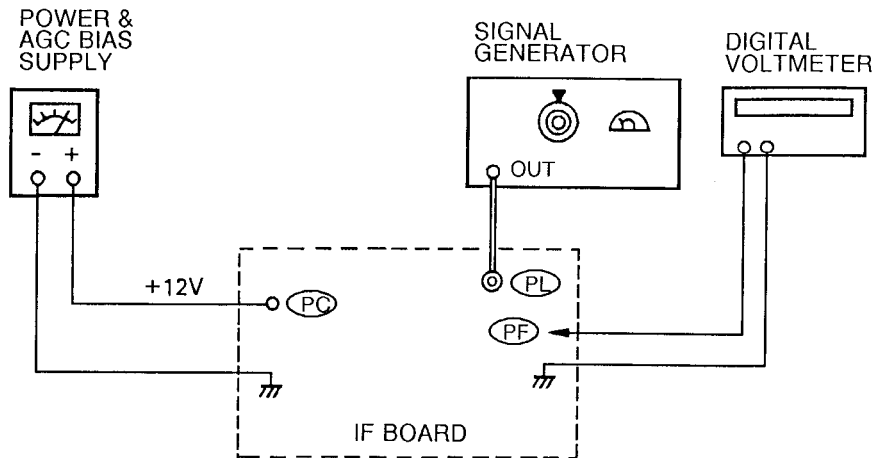 POWER &
AGC BIAS
SUPPLY
SIGNAL
GENERATOR
DIGITAL
VOLTMETER
- +
OUT
+12V
PC
PL
PF
IF BOARD